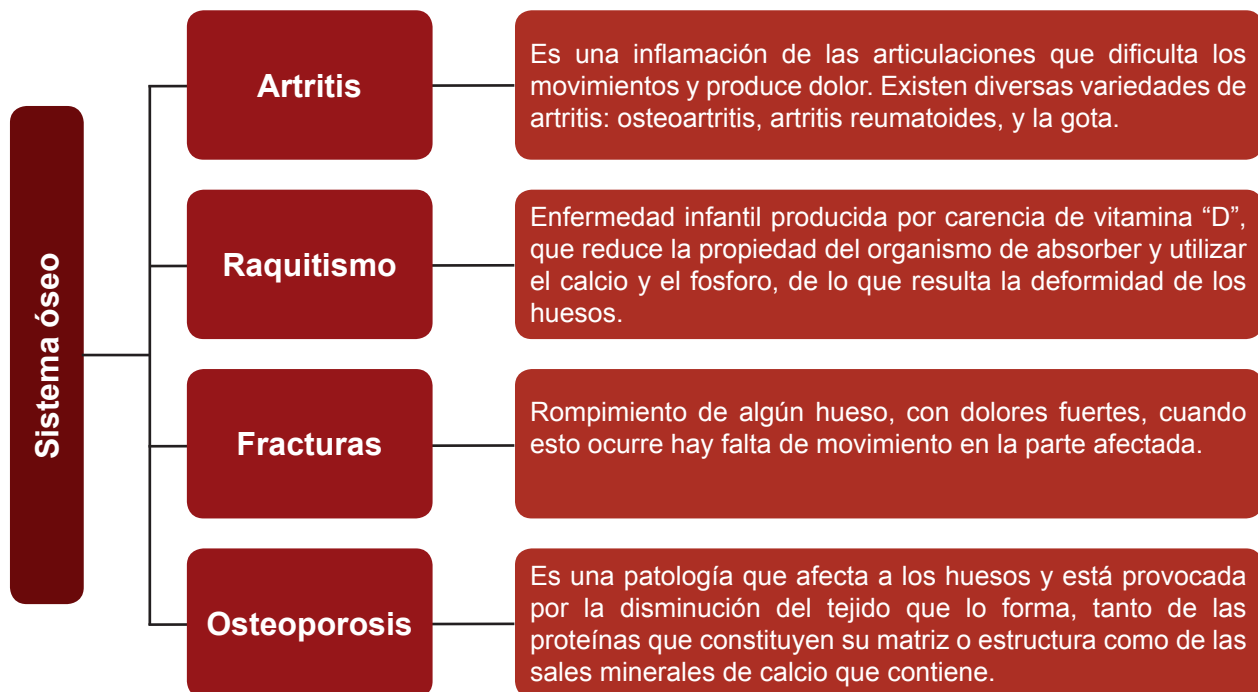 Sistema óseo
Artritis
Es una inflamación de las articulaciones que dificulta los
movimientos y produce dolor. Existen diversas variedades de
artritis: osteoartritis, artritis reumatoides, y la gota.
Raquitismo
Enfermedad infantil producida por carencia de vitamina “D”,
que reduce la propiedad del organismo de absorber y utilizar
el calcio y el fosforo, de lo que resulta la deformidad de los
huesos.
Fracturas
Rompimiento de algún hueso, con dolores fuertes, cuando
esto ocurre hay falta de movimiento en la parte afectada.
Osteoporosis
Es una patología que afecta a los huesos y está provocada
por la disminución del tejido que lo forma, tanto de las
proteínas que constituyen su matriz o estructura como de las
sales minerales de calcio que contiene.